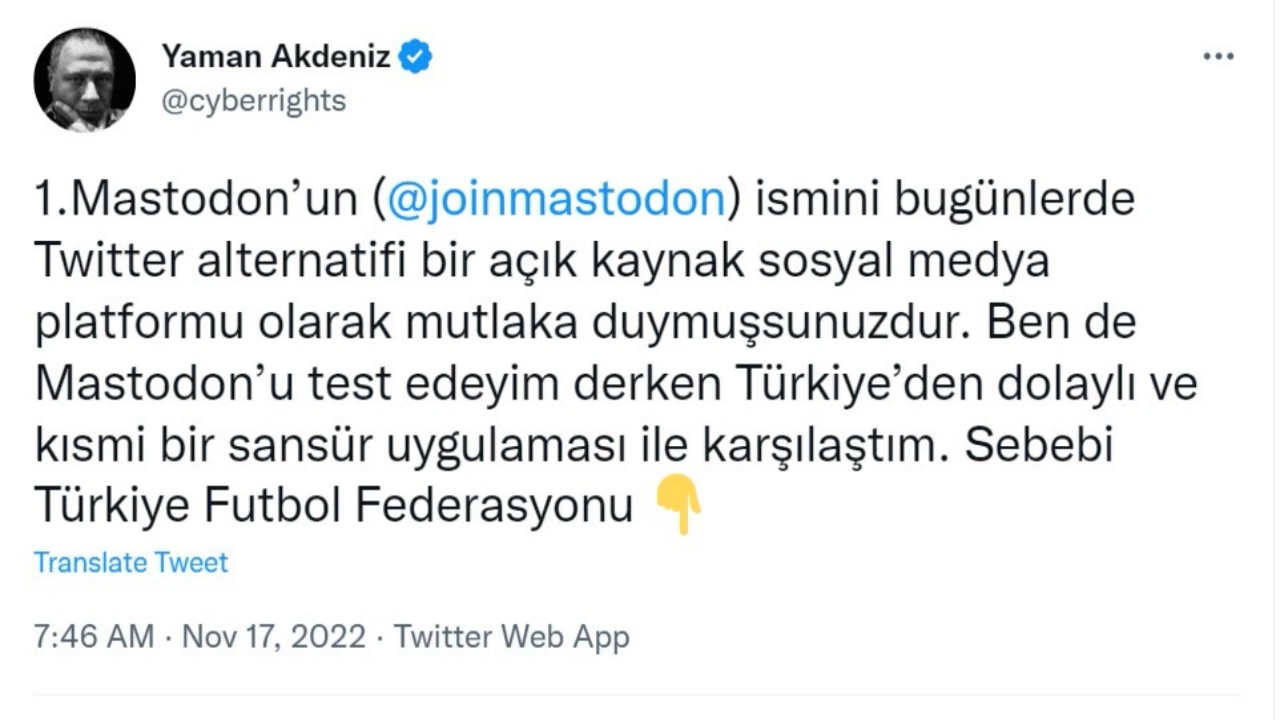 Yaman Akdeniz
@cyberrights
1.Mastodon’un (@joinmastodon) ismini bugünlerde
Twitter alternatifi bir açık kaynak sosyal medya
platformu olarak mutlaka duymuşsunuzdur. Ben de
Mastodon’u test edeyim derken Türkiye’den dolaylı ve
kısmi bir sansür uygulaması ile karşılaştım. Sebebi
Türkiye Futbol Federasyonu 👇
Translate Tweet
7:46 AM · Nov 17, 2022 · Twitter Web App